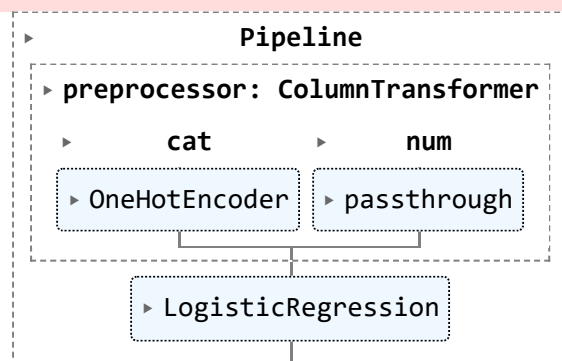 Pipeline
preprocessor: ColumnTransformer
cat num
OneHotEncoder passthrough
LogisticRegression